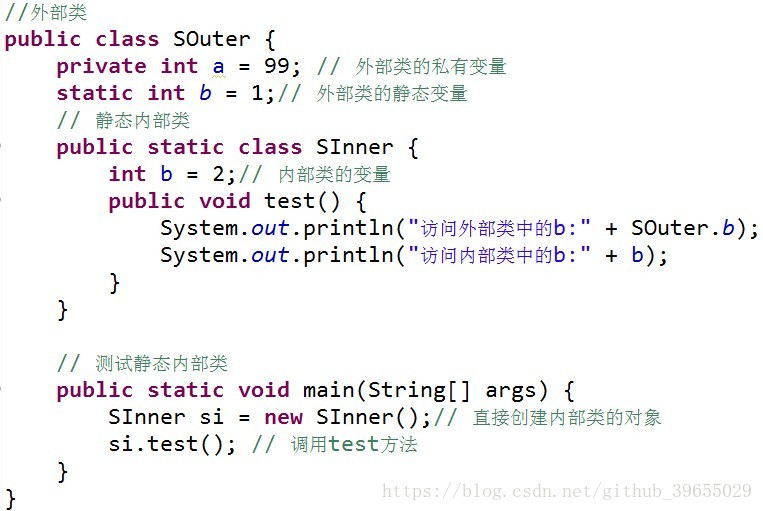 //外部类
public class SOuter {
    private int a = 99; // 外部类的私有变量
    static int b = 1;// 外部类的静态变量
    // 静态内部类
    public static class SInner {
        int b = 2;// 内部类的变量
        public void test() {
            System.out.println("访问外部类中的b:" + SOuter.b);
            System.out.println("访问内部类中的b:" + b);
        }
    }
    // 测试静态内部类
    public static void main(String[] args) {
        SInner si = new SInner();// 直接创建内部类的对象
        si.test(); // 调用test方法
    }
}
https://blog.csdn.net/github_39655029